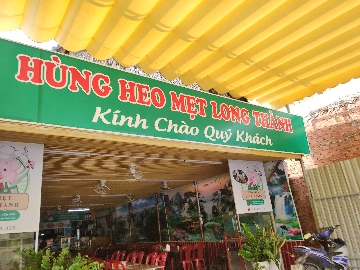 HÙNG HEO MẸT LONG THÀNH
Kính Chào Quý Khách